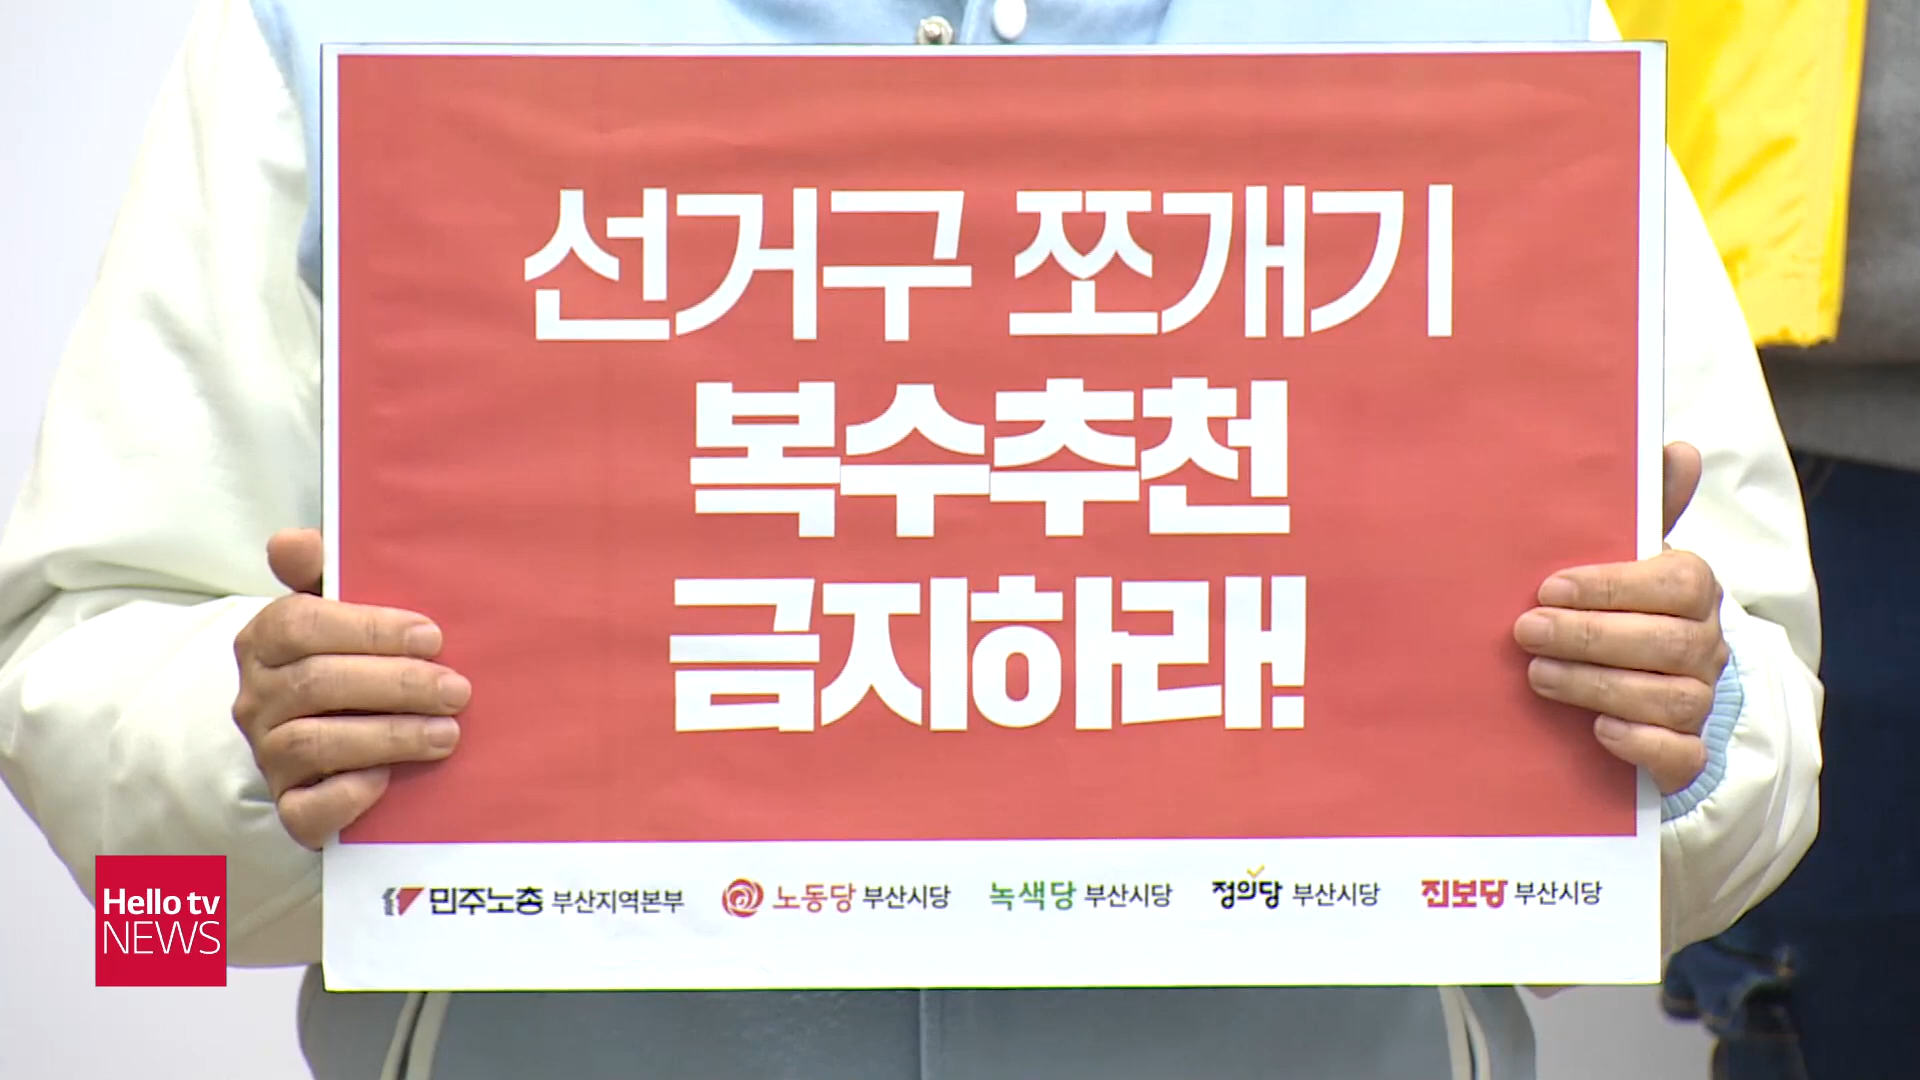 선거구 쪼개기
복수추천
금지하라!
민주노총 부산지역본부 노동당 부산시당 녹색당 부산시당 정의당 부산시당 진보당 부산시당
Hello tv
NEWS